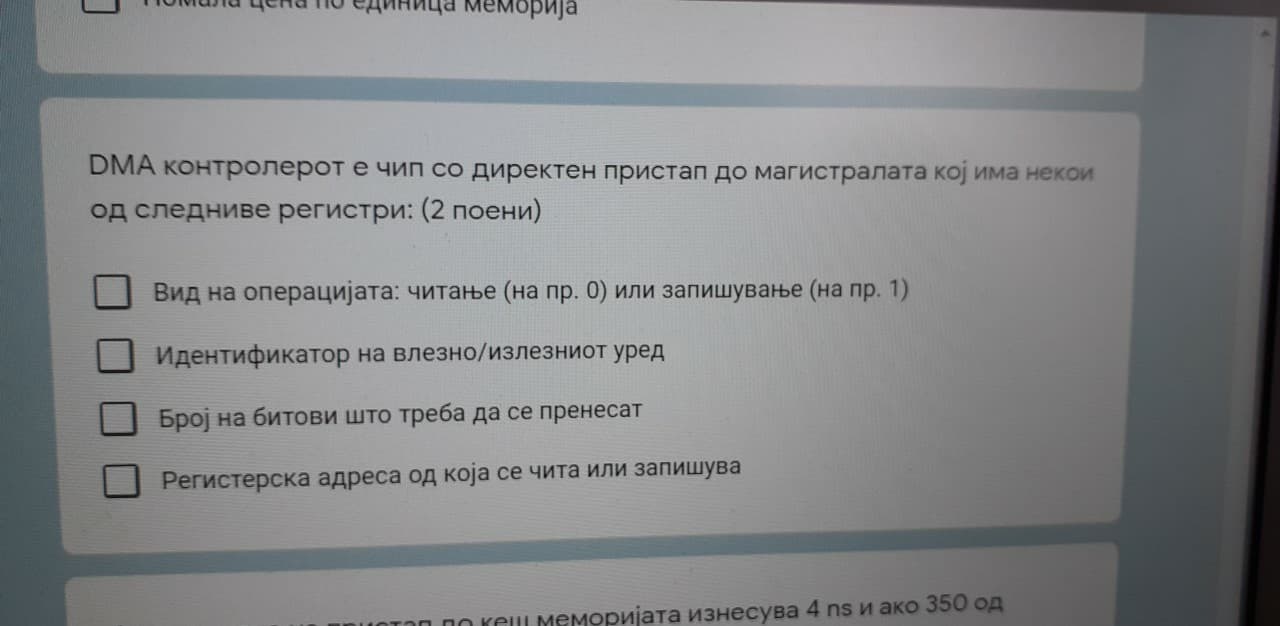 Помала цена по единица меморија
DMA контролерот е чип со директен пристап до магистралата кој има некои
од следниве регистри: (2 поени)
Вид на операцијата: читање (на пр. 0) или запишување (на пр. 1)
Идентификатор на влезно/излезниот уред
Број на битови што треба да се пренесат
Регистерска адреса од која се чита или запишува
пристап до кеш меморијата изнесува 4 ns и ако 350 од